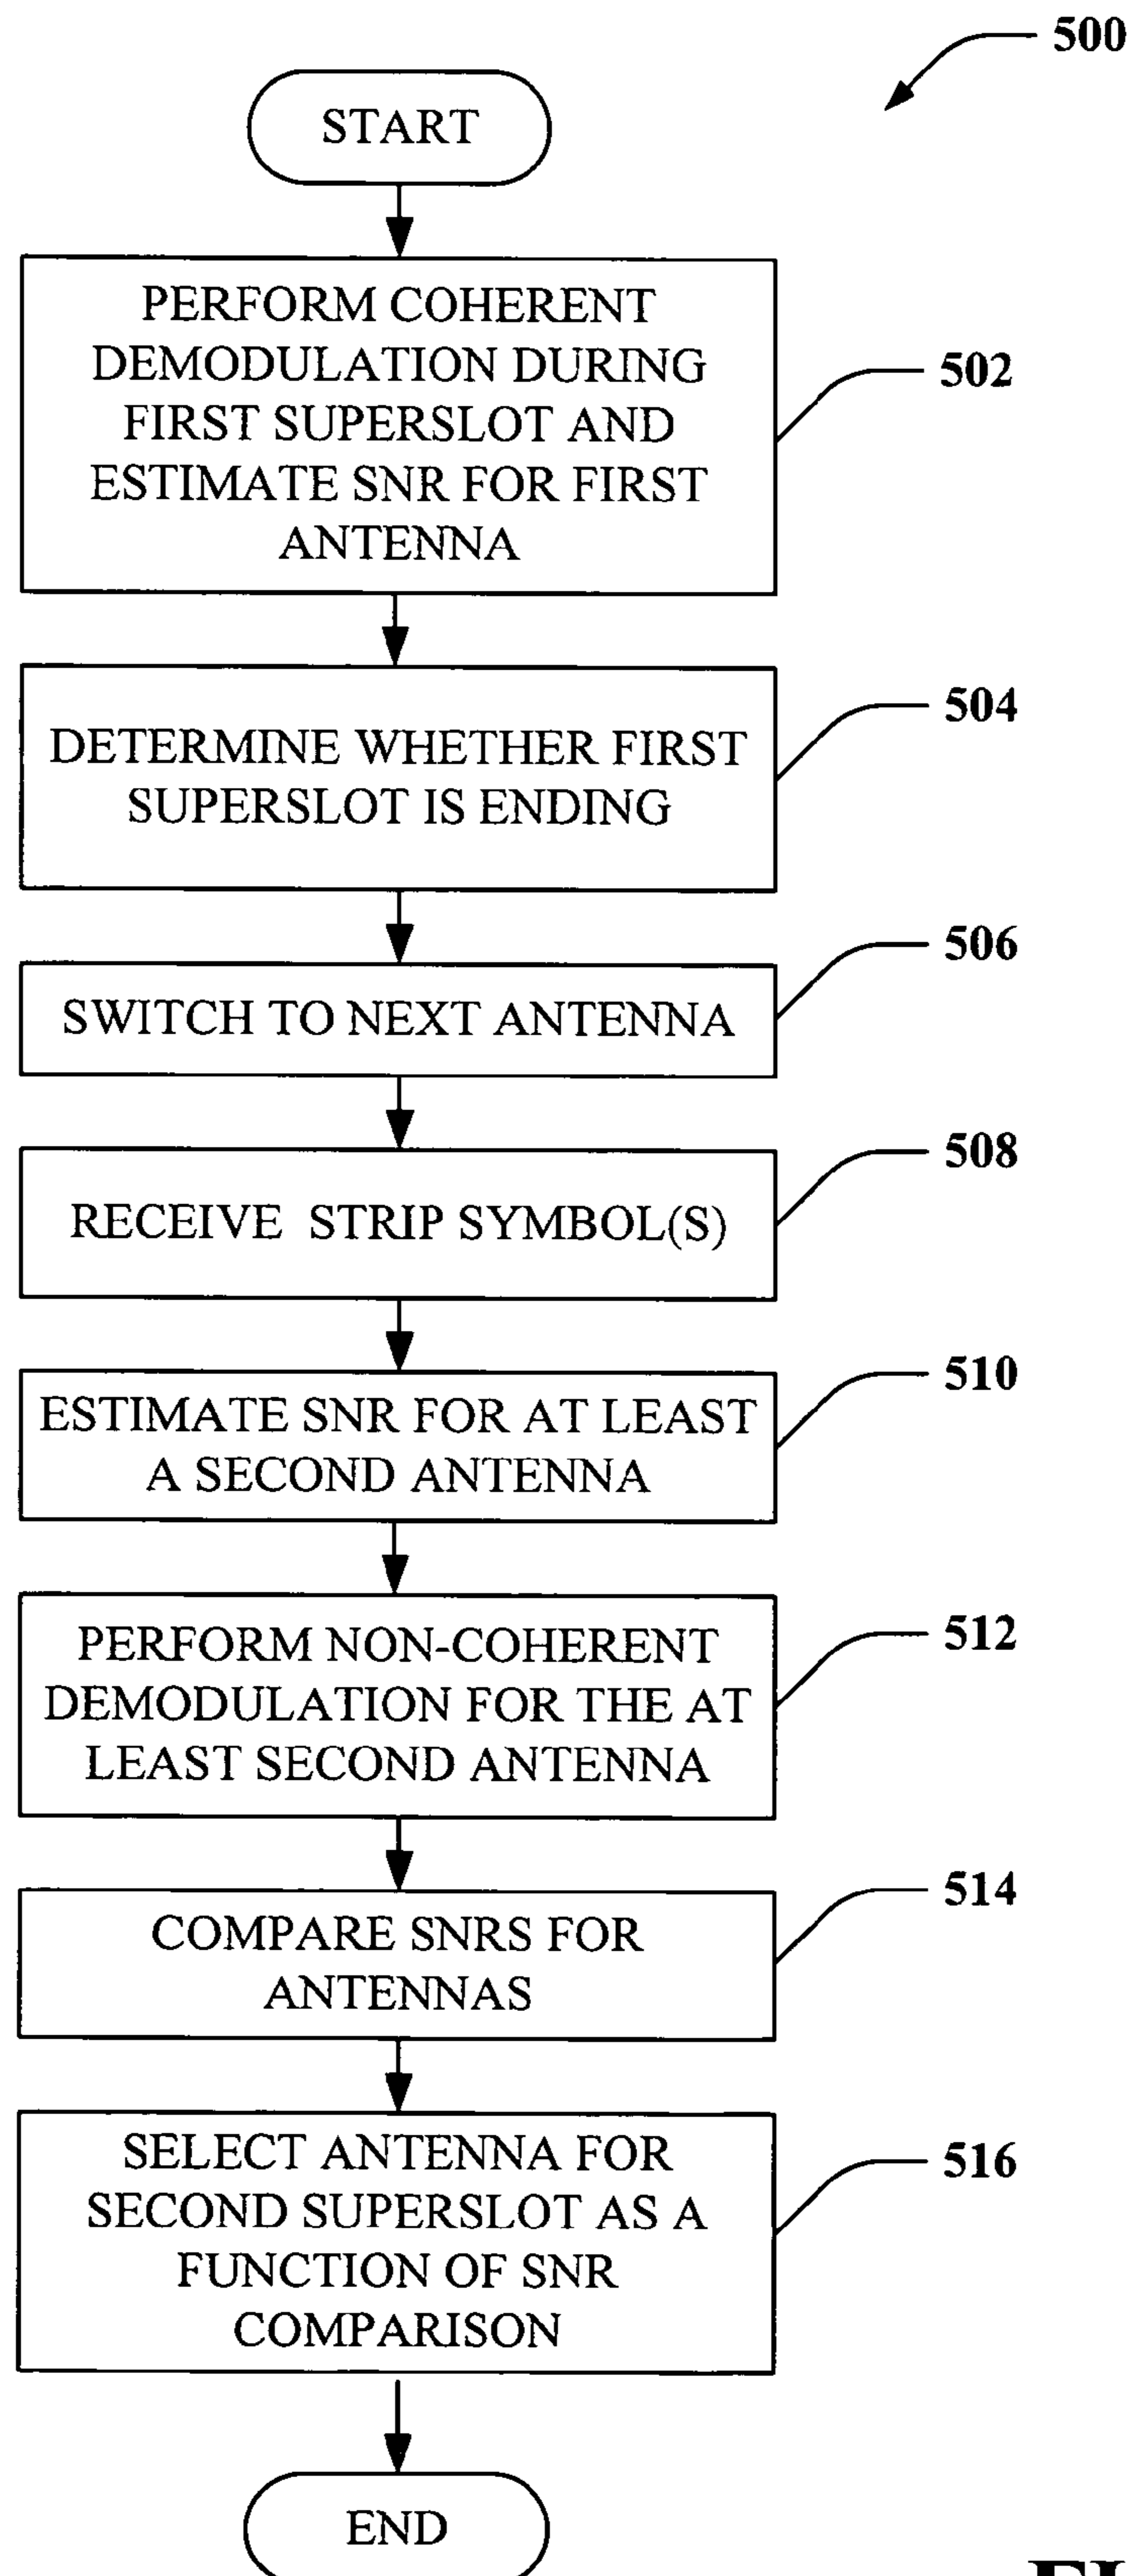 500
START
PERFORM COHERENT
DEMODULATION DURING
FIRST SUPERSLOT AND
ESTIMATE SNR FOR FIRST
ANTENNA
502
DETERMINE WHETHER FIRST
SUPERSLOT IS ENDING
504
SWITCH TO NEXT ANTENNA
506
RECEIVE STRIP SYMBOL(S)
508
ESTIMATE SNR FOR AT LEAST
A SECOND ANTENNA
510
PERFORM NON-COHERENT
DEMODULATION FOR THE AT
LEAST SECOND ANTENNA
512
COMPARE SNRS FOR
ANTENNAS
514
SELECT ANTENNA FOR
SECOND SUPERSLOT AS A
FUNCTION OF SNR
COMPARISON
516
END